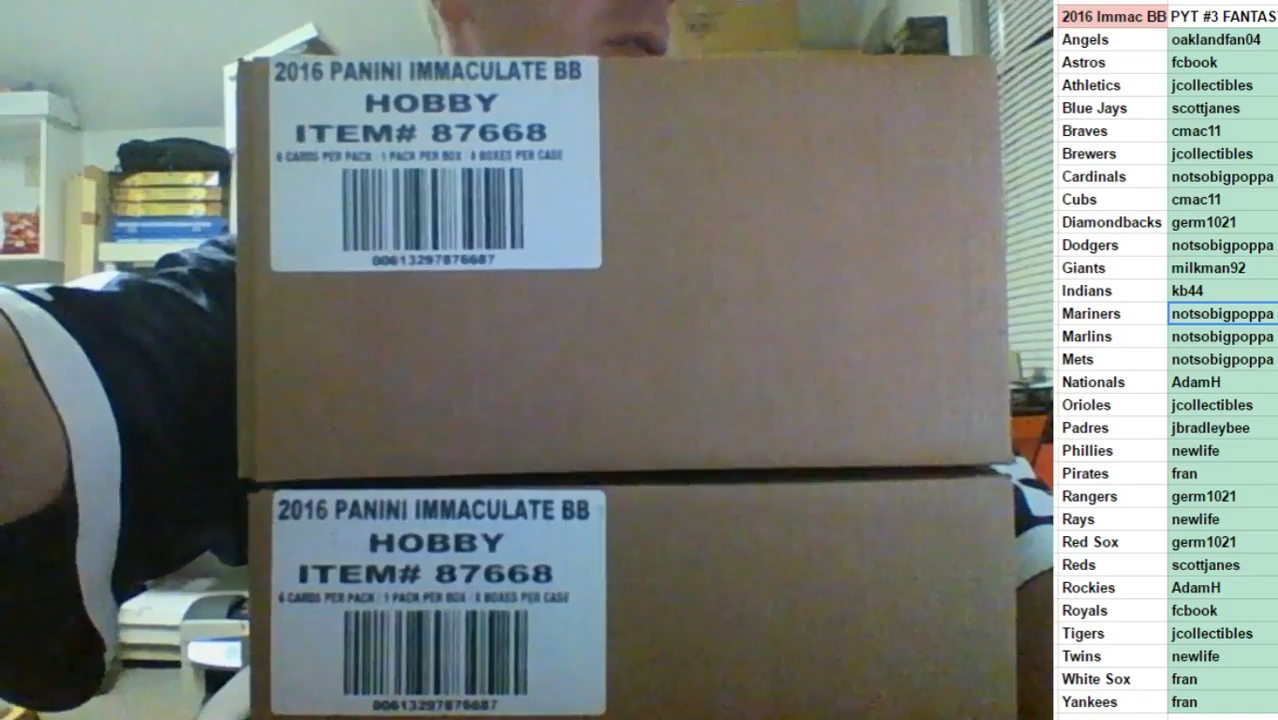 2016 PANINI IMMACULATE BB
HOBBY
ITEM# 87668
6 CARDS PER PACK : 1 PACK PER BOX : 8 BOXES PER CASE
00613297876687
2016 PANINI IMMACULATE BB
HOBBY
ITEM# 87668
6 CARDS PER PACK : 1 PACK PER BOX : 8 BOXES PER CASE
00613297876687
2016 Immac BB PYT #3 FANTAS
Angels oaklandfan04
Astros fcbook
Athletics jcollectibles
Blue Jays scottjanes
Braves cmac11
Brewers jcollectibles
Cardinals notsobigpoppa
Cubs cmac11
Diamondbacks germ1021
Dodgers notsobigpoppa
Giants milkman92
Indians kb44
Mariners notsobigpoppa
Marlins notsobigpoppa
Mets notsobigpoppa
Nationals AdamH
Orioles jcollectibles
Padres jbradleybee
Phillies newlife
Pirates fran
Rangers germ1021
Rays newlife
Red Sox germ1021
Reds scottjanes
Rockies AdamH
Royals fcbook
Tigers jcollectibles
Twins newlife
White Sox fran
Yankees fran